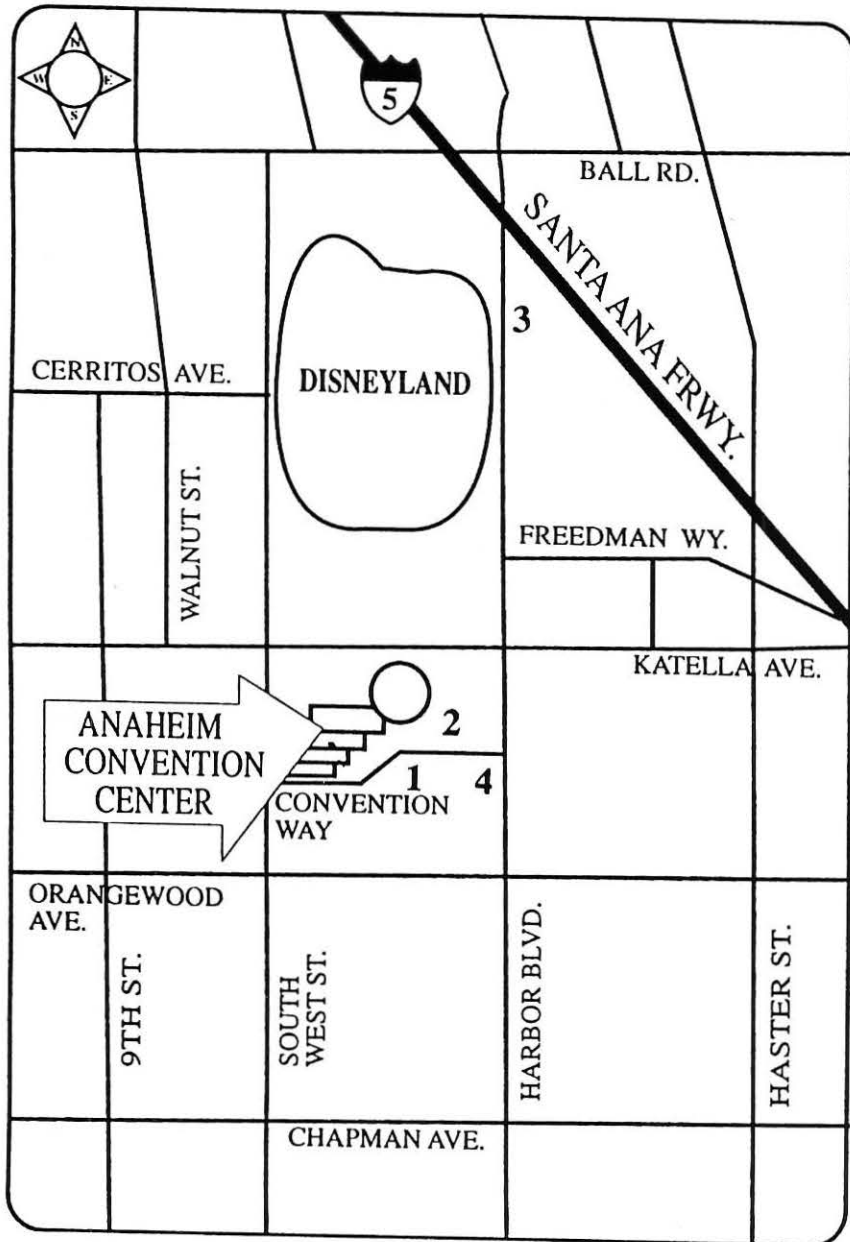 N
W E
S
5
BALL RD.
SANTA ANA FRWY.
3
CERRITOS AVE.
DISNEYLAND
WALNUT ST.
FREEDMAN WY.
KATELLA AVE.
ANAHEIM
CONVENTION
CENTER
2
1
4
CONVENTION
WAY
ORANGEWOOD
AVE.
9TH ST.
SOUTH
WEST ST.
HARBOR BLVD.
HASTER ST.
CHAPMAN AVE.